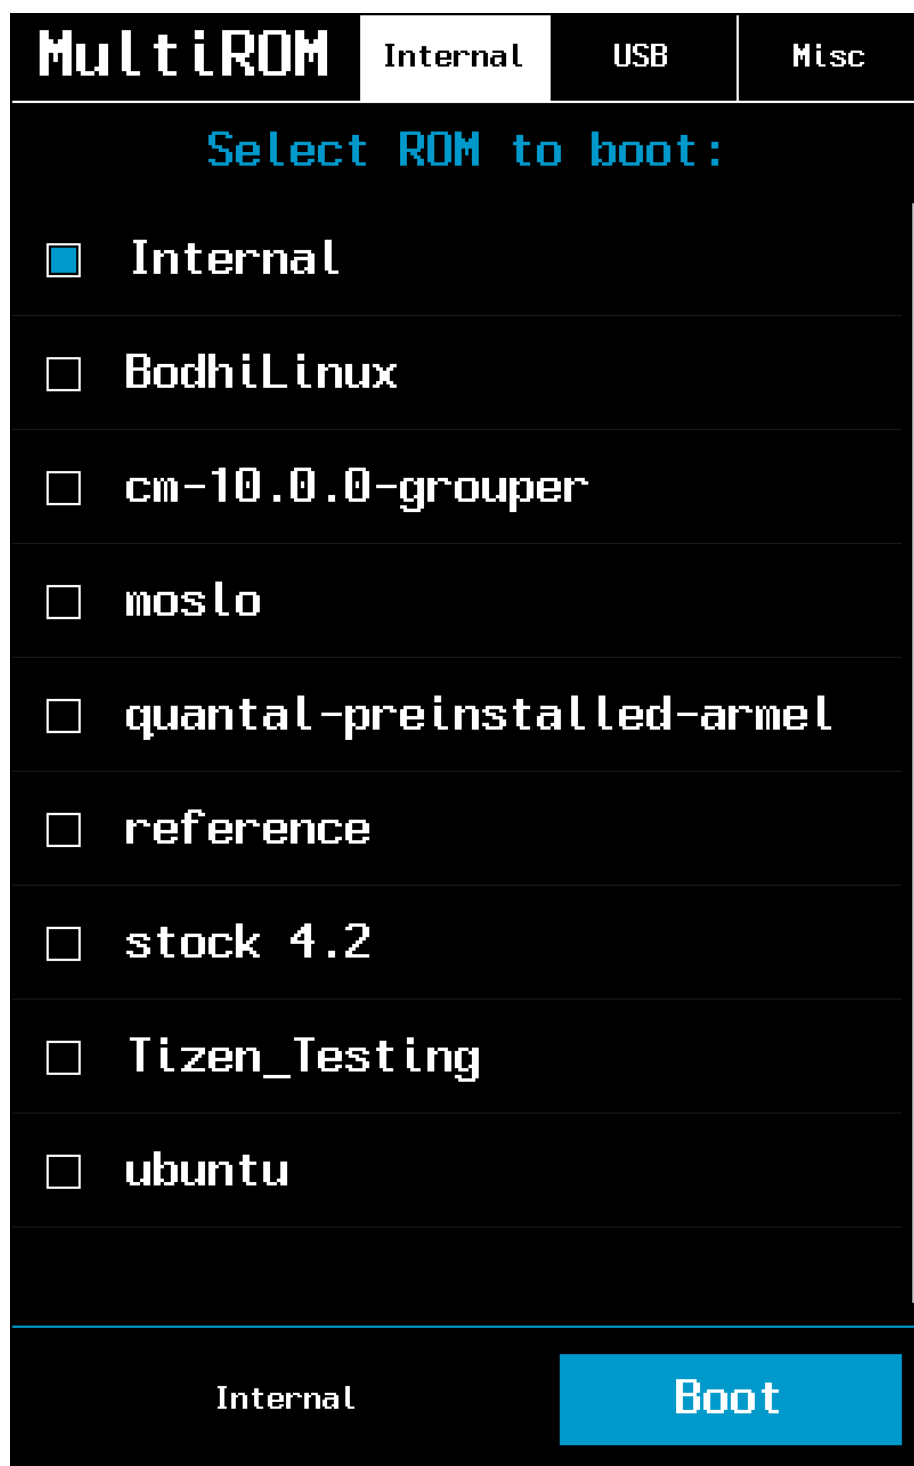 MultiROM Internal USB Misc
Select ROM to boot:
Internal
BodhiLinux
cm-10.0.0-grouper
moslo
quantal-preinstalled-armel
reference
stock 4.2
Tizen_Testing
ubuntu
Internal Boot